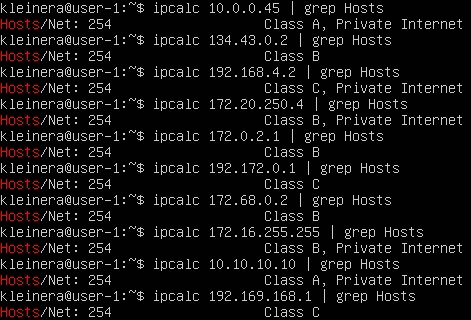 kleinera@user-1:~$ ipcalc 10.0.0.45 | grep Hosts
Hosts/Net: 254 Class A, Private Internet
kleinera@user-1:~$ ipcalc 134.43.0.2 | grep Hosts
Hosts/Net: 254 Class B
kleinera@user-1:~$ ipcalc 192.168.4.2 | grep Hosts
Hosts/Net: 254 Class C, Private Internet
kleinera@user-1:~$ ipcalc 172.20.250.4 | grep Hosts
Hosts/Net: 254 Class B, Private Internet
kleinera@user-1:~$ ipcalc 172.0.2.1 | grep Hosts
Hosts/Net: 254 Class B
kleinera@user-1:~$ ipcalc 192.172.0.1 | grep Hosts
Hosts/Net: 254 Class C
kleinera@user-1:~$ ipcalc 172.68.0.2 | grep Hosts
Hosts/Net: 254 Class B
kleinera@user-1:~$ ipcalc 172.16.255.255 | grep Hosts
Hosts/Net: 254 Class B, Private Internet
kleinera@user-1:~$ ipcalc 10.10.10.10 | grep Hosts
Hosts/Net: 254 Class A, Private Internet
kleinera@user-1:~$ ipcalc 192.169.168.1 | grep Hosts
Hosts/Net: 254 Class C